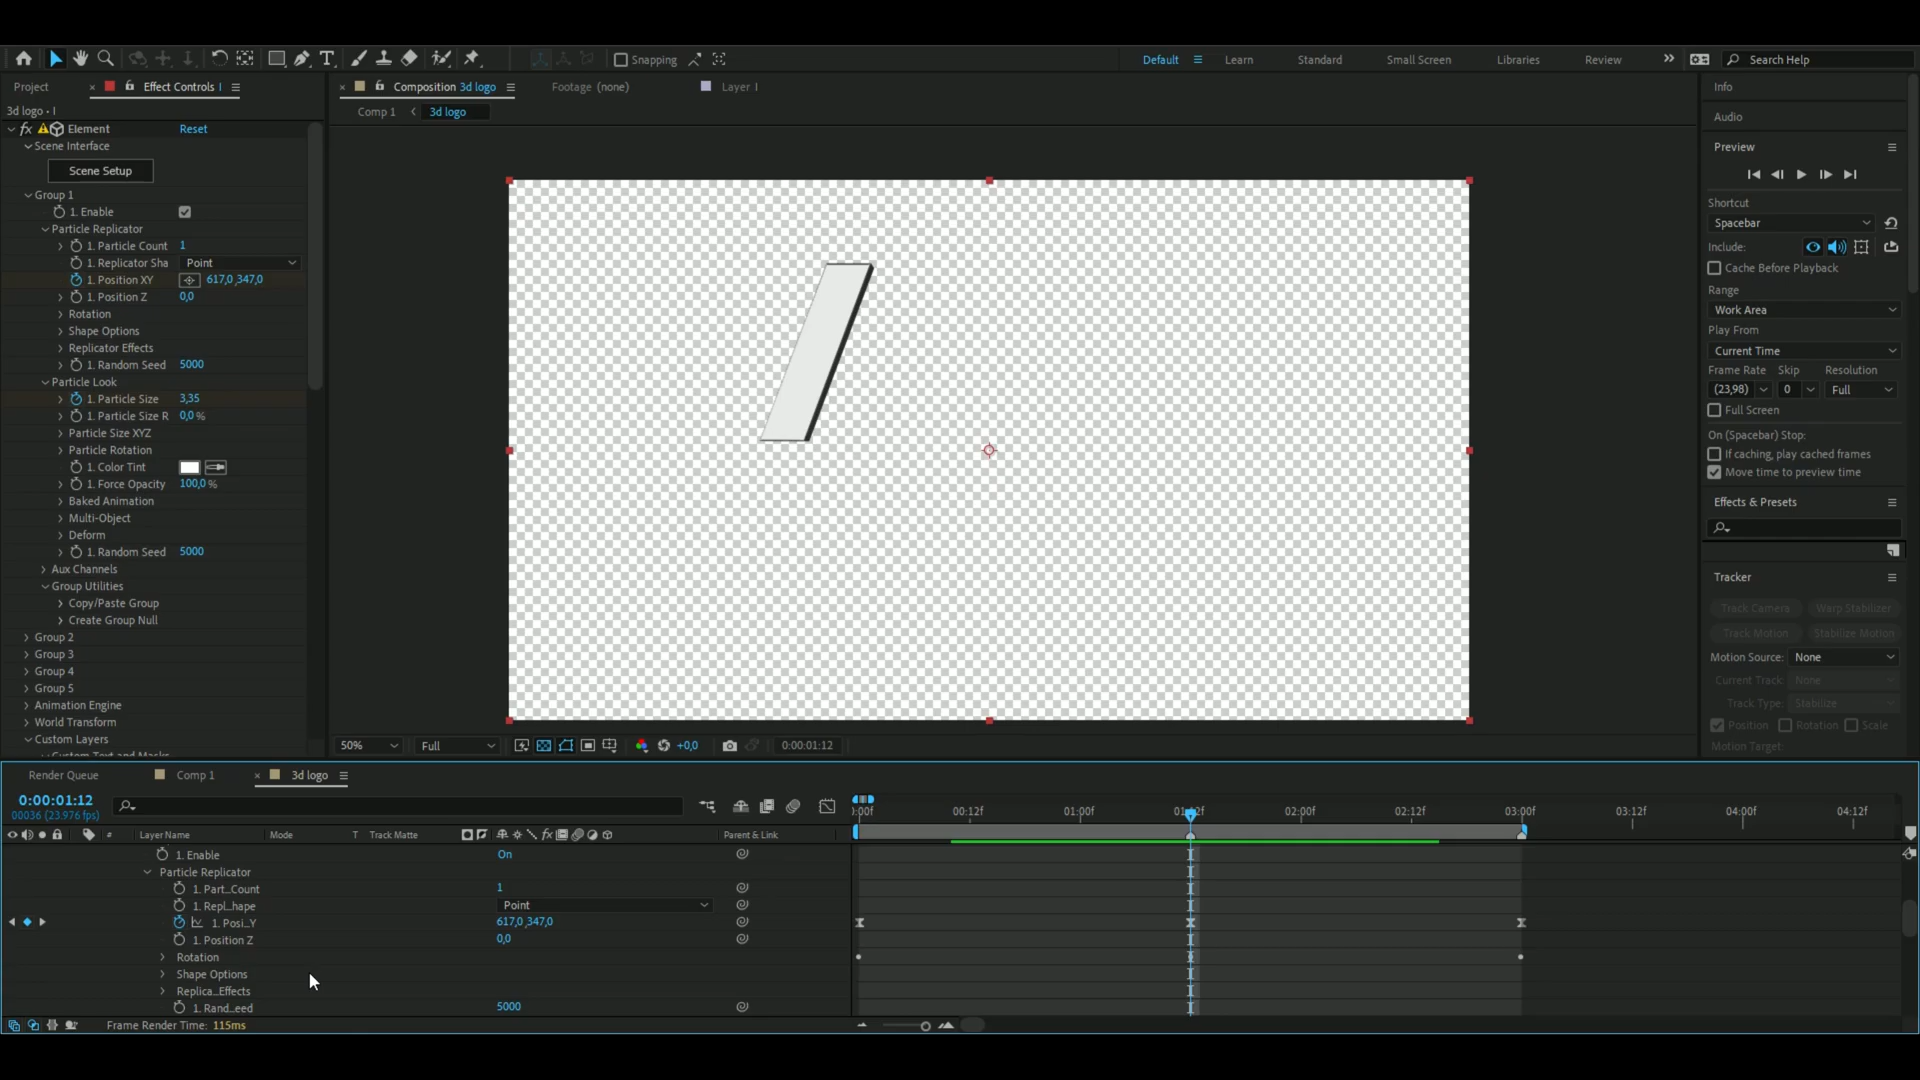 Snapping
Default
Learn
Standard
Small Screen
Libraries
Review
Search Help
Project
Effect Controls I
Composition 3d logo
Footage (none)
Layer I
Info
3d logo • I
Comp 1
3d logo
Audio
fx Element Reset
Scene Interface
Scene Setup
Group 1
1. Enable
Particle Replicator
1. Particle Count 1
1. Replicator Sha Point
1. Position XY 617,0,347,0
1. Position Z 0,0
Rotation
Shape Options
Replicator Effects
1. Random Seed 5000
Particle Look
1. Particle Size 3,35
1. Particle Size R 0,0 %
Particle Size XYZ
Particle Rotation
1. Color Tint
1. Force Opacity 100,0 %
Baked Animation
Multi-Object
Deform
1. Random Seed 5000
Aux Channels
Group Utilities
Copy/Paste Group
Create Group Null
Group 2
Group 3
Group 4
Group 5
Animation Engine
World Transform
Custom Layers
Custom Text and Masks
Preview
Shortcut
Spacebar
Include:
Cache Before Playback
Range
Work Area
Play From
Current Time
Frame Rate Skip Resolution
(23,98) 0 Full
Full Screen
On (Spacebar) Stop:
If caching, play cached frames
Move time to preview time
Effects & Presets
Tracker
Track Camera Warp Stabilizer
Track Motion Stabilize Motion
Motion Source: None
Current Track: None
Track Type: Stabilize
Position Rotation Scale
Motion Target:
50% Full +0,0 0:00:01:12
Render Queue
Comp 1
3d logo
0:00:01:12
00036 (23.976 fps)
:00f 00:12f 01:00f 01:12f 02:00f 02:12f 03:00f 03:12f 04:00f 04:12f
# Layer Name Mode T Track Matte fx Parent & Link
1. Enable On
Particle Replicator
1. Part...Count 1
1. Repl...hape Point
1. Posi...Y 617,0,347,0
1. Position Z 0,0
Rotation
Shape Options
Replica...Effects
1. Rand...eed 5000
Frame Render Time: 115ms